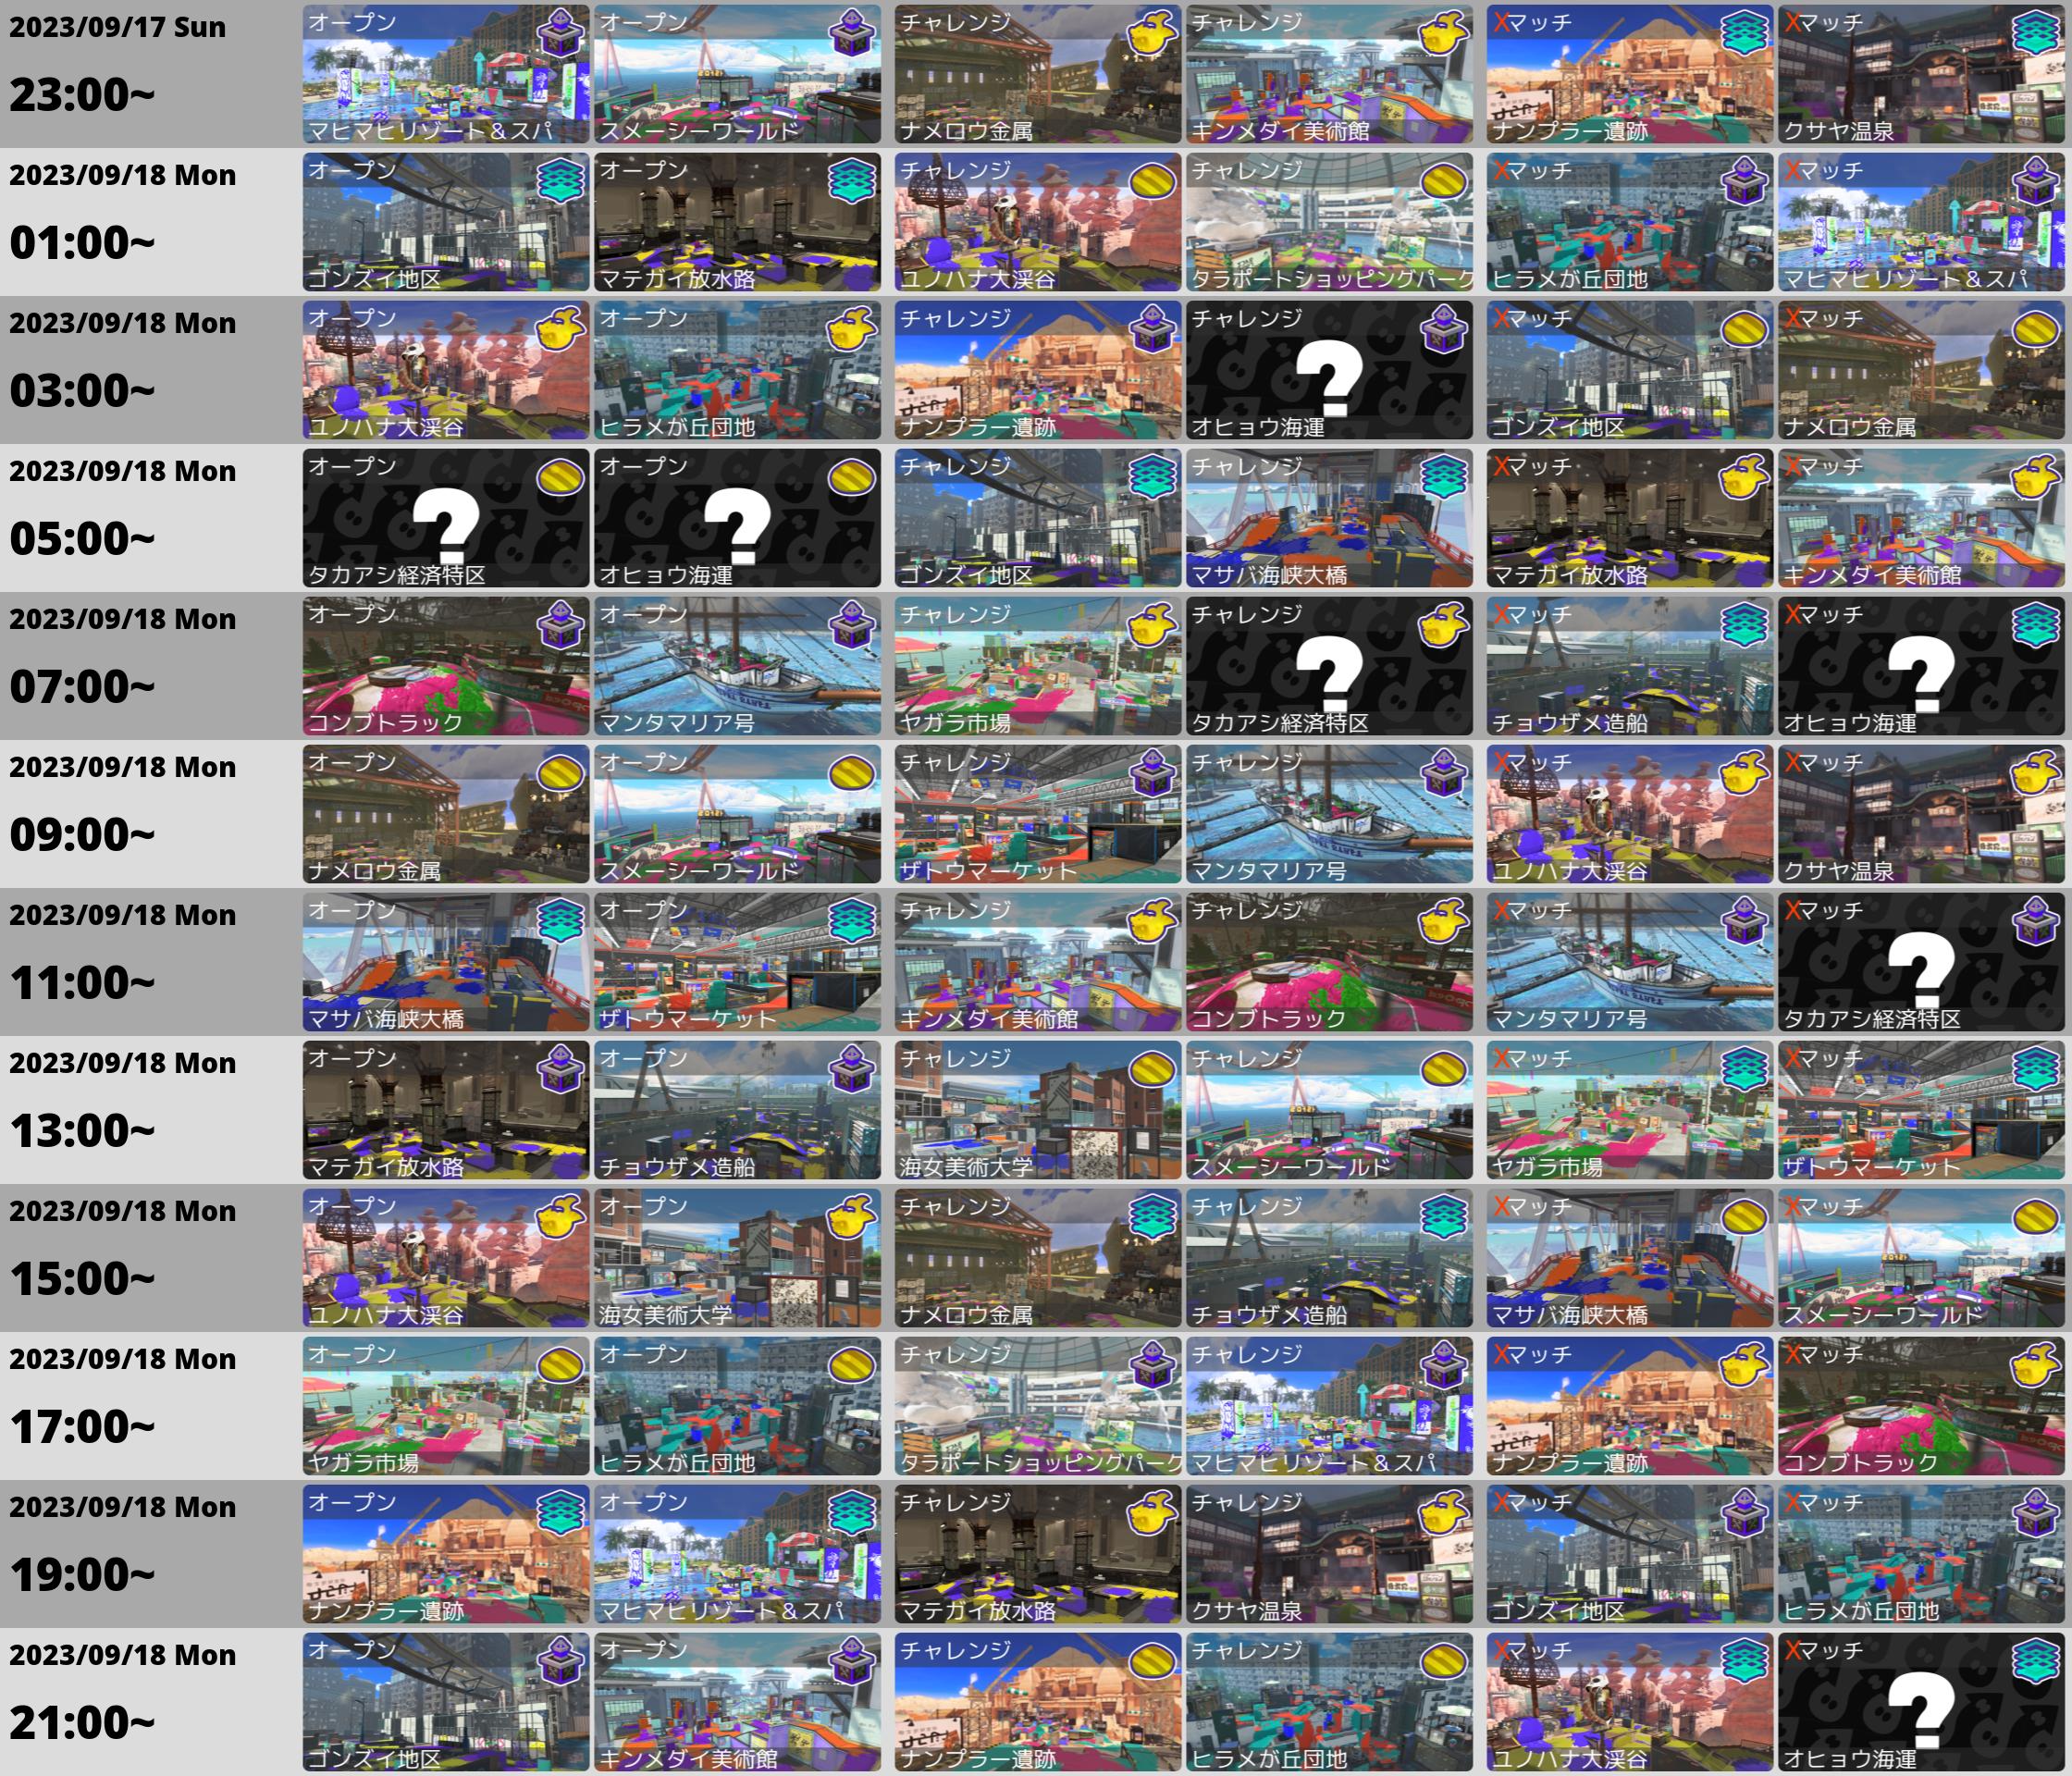 2023/09/17 Sun
23:00~
オープン
マヒマヒリゾート＆スパ
オープン
スメーシーワールド
チャレンジ
ナメロウ金属
チャレンジ
キンメダイ美術館
Xマッチ
ナンプラー遺跡
Xマッチ
クサヤ温泉
2023/09/18 Mon
01:00~
オープン
ゴンズイ地区
オープン
マテガイ放水路
チャレンジ
ユノハナ大渓谷
チャレンジ
タラポートショッピングパーク
Xマッチ
ヒラメが丘団地
Xマッチ
マヒマヒリゾート＆スパ
2023/09/18 Mon
03:00~
オープン
ユノハナ大渓谷
オープン
ヒラメが丘団地
チャレンジ
ナンプラー遺跡
チャレンジ
?
オヒョウ海運
Xマッチ
ゴンズイ地区
Xマッチ
ナメロウ金属
2023/09/18 Mon
05:00~
オープン
?
タカアシ経済特区
オープン
?
オヒョウ海運
チャレンジ
ゴンズイ地区
チャレンジ
マサバ海峡大橋
Xマッチ
マテガイ放水路
Xマッチ
キンメダイ美術館
2023/09/18 Mon
07:00~
オープン
コンブトラック
オープン
マンタマリア号
チャレンジ
ヤガラ市場
チャレンジ
?
タカアシ経済特区
Xマッチ
チョウザメ造船
Xマッチ
?
オヒョウ海運
2023/09/18 Mon
09:00~
オープン
ナメロウ金属
オープン
スメーシーワールド
チャレンジ
ザトウマーケット
チャレンジ
マンタマリア号
Xマッチ
ユノハナ大渓谷
Xマッチ
クサヤ温泉
2023/09/18 Mon
11:00~
オープン
マサバ海峡大橋
オープン
ザトウマーケット
チャレンジ
キンメダイ美術館
チャレンジ
コンブトラック
Xマッチ
マンタマリア号
Xマッチ
?
タカアシ経済特区
2023/09/18 Mon
13:00~
オープン
マテガイ放水路
オープン
チョウザメ造船
チャレンジ
海女美術大学
チャレンジ
スメーシーワールド
Xマッチ
ヤガラ市場
Xマッチ
ザトウマーケット
2023/09/18 Mon
15:00~
オープン
ユノハナ大渓谷
オープン
海女美術大学
チャレンジ
ナメロウ金属
チャレンジ
チョウザメ造船
Xマッチ
マサバ海峡大橋
Xマッチ
スメーシーワールド
2023/09/18 Mon
17:00~
オープン
ヤガラ市場
オープン
ヒラメが丘団地
チャレンジ
タラポートショッピングパーク
チャレンジ
マヒマヒリゾート＆スパ
Xマッチ
ナンプラー遺跡
Xマッチ
コンブトラック
2023/09/18 Mon
19:00~
オープン
ナンプラー遺跡
オープン
マヒマヒリゾート＆スパ
チャレンジ
マテガイ放水路
チャレンジ
クサヤ温泉
Xマッチ
ゴンズイ地区
Xマッチ
ヒラメが丘団地
2023/09/18 Mon
21:00~
オープン
ゴンズイ地区
オープン
キンメダイ美術館
チャレンジ
ナンプラー遺跡
チャレンジ
ヒラメが丘団地
Xマッチ
ユノハナ大渓谷
Xマッチ
?
オヒョウ海運